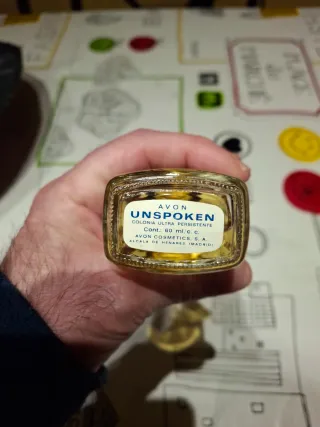 AVON
UNSPOKEN
COLONIA ULTRA PERSISTENTE
Cont. 60 ml/c.c.
AVON COSMETICS, S. A.
ALCALA DE HENARES (MADRID)